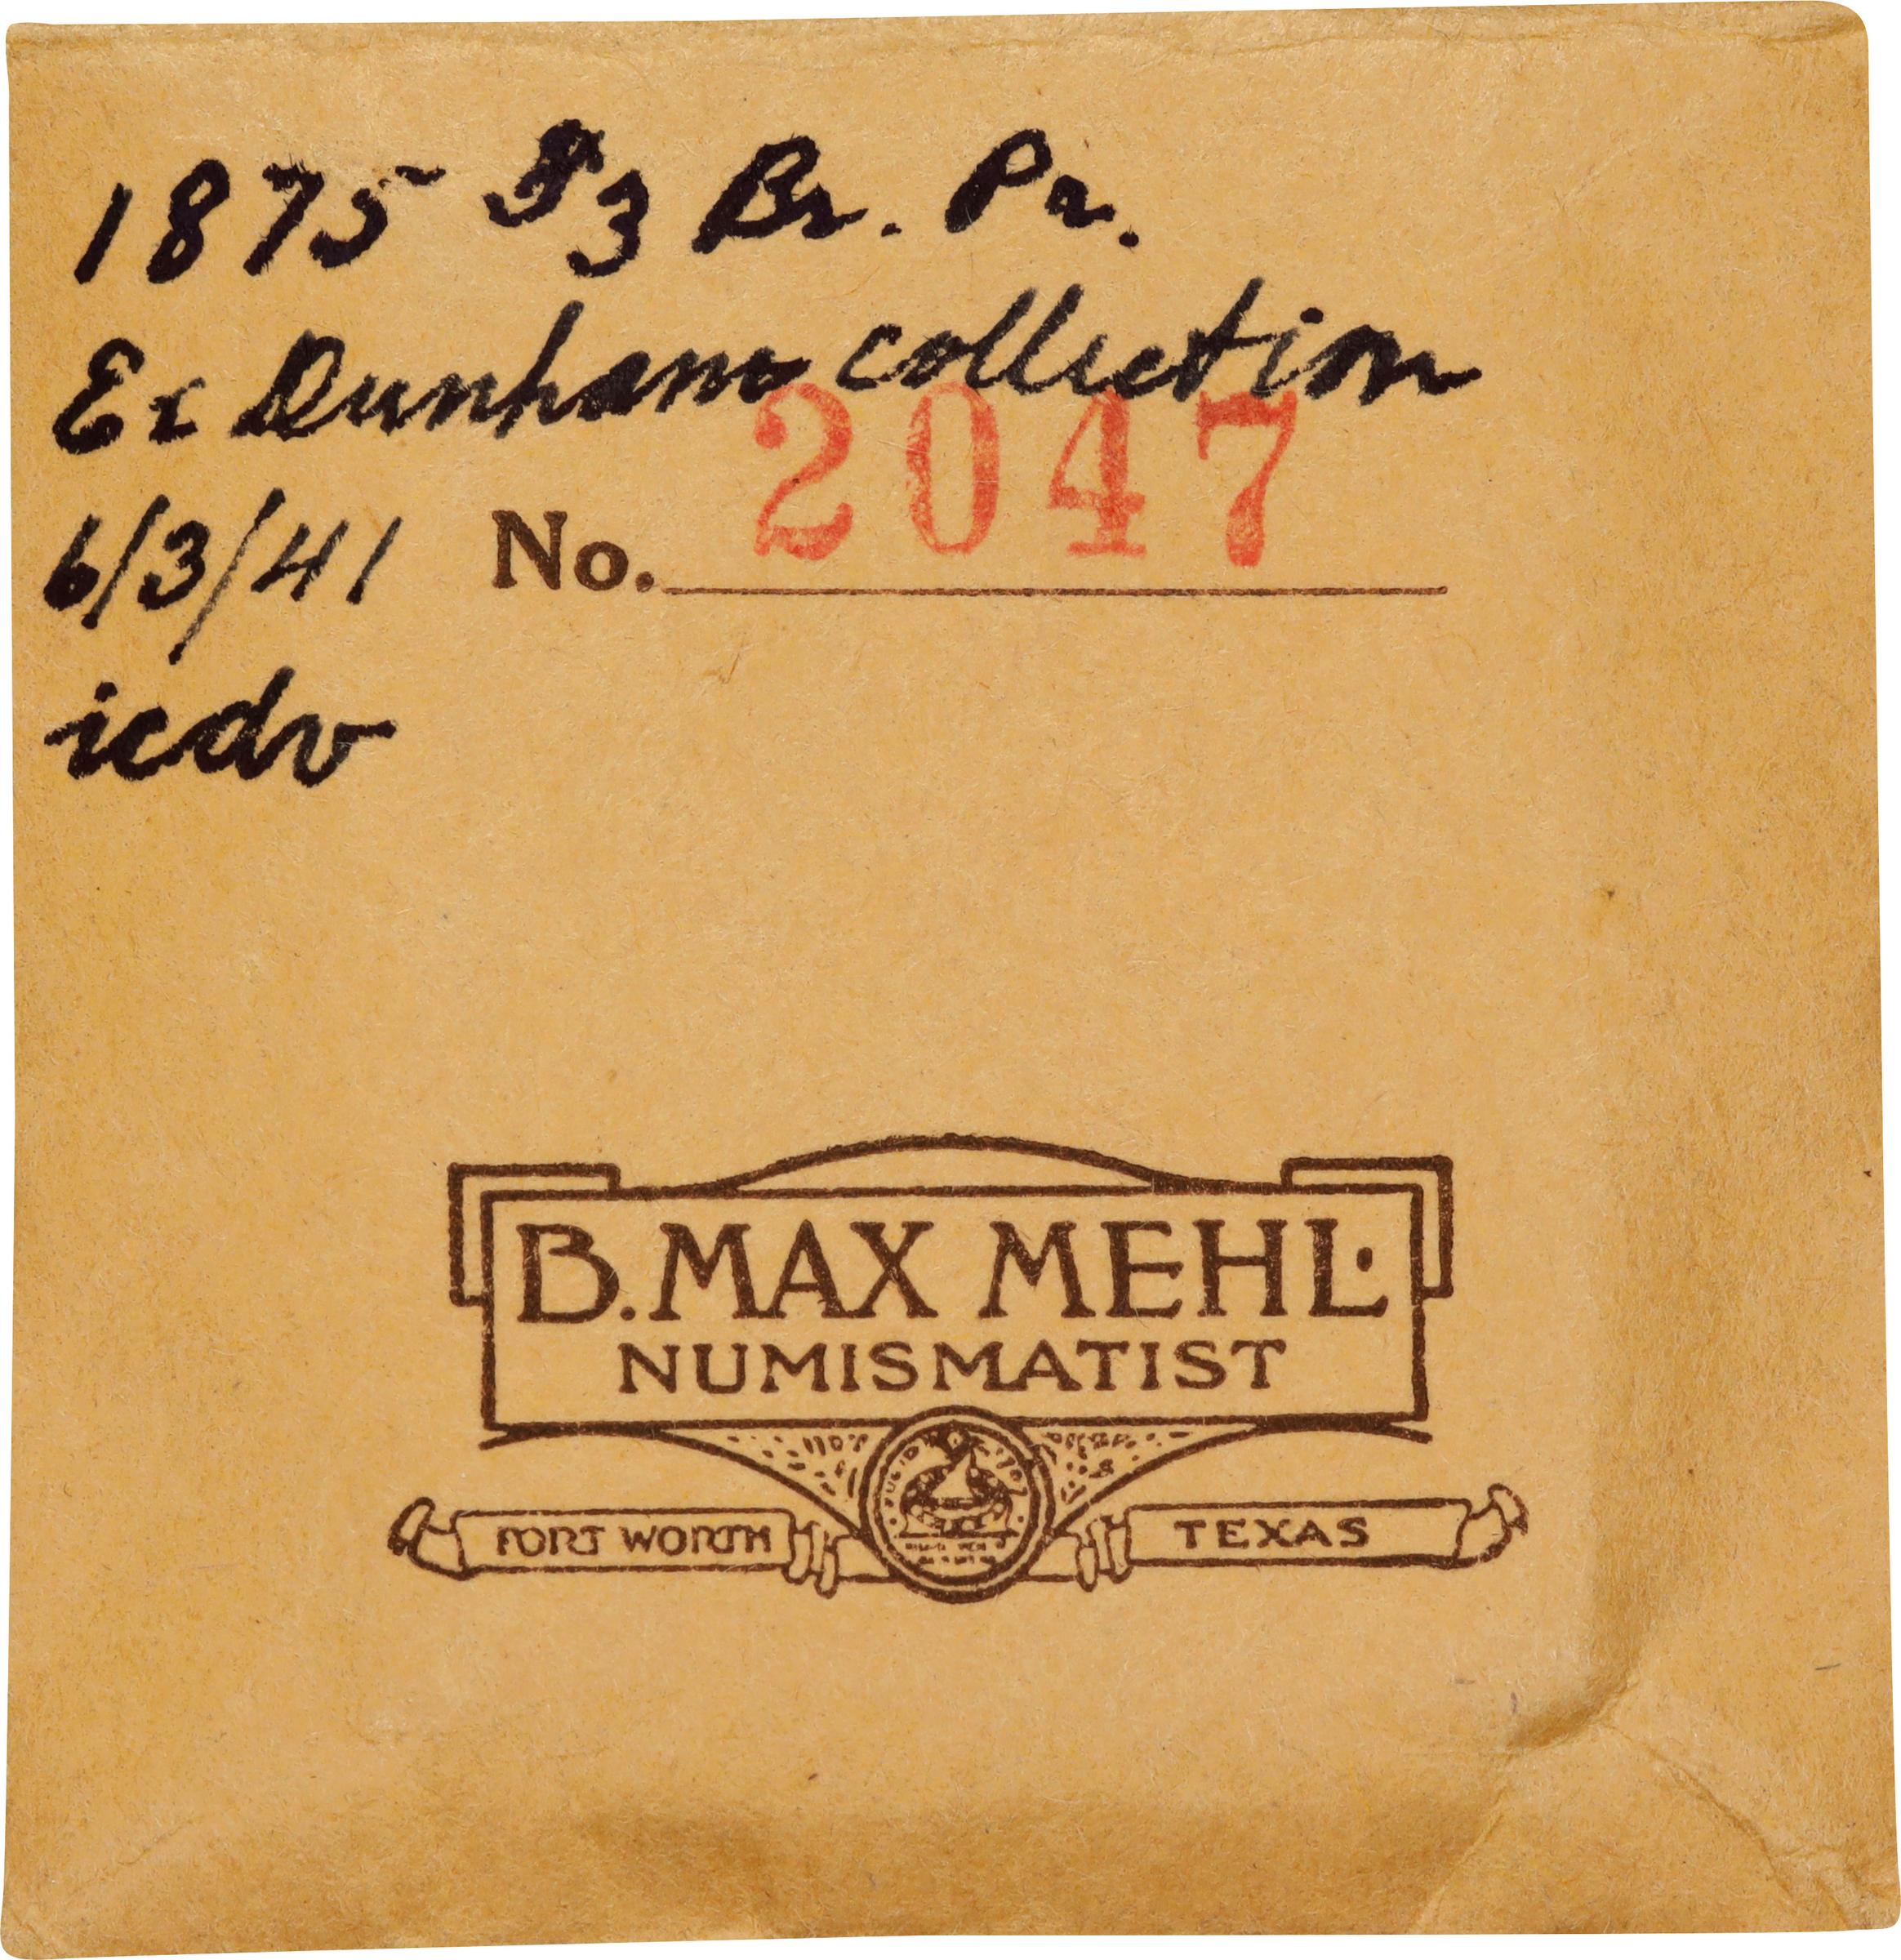 1875 $3 Br. Pr.
Ex Dunham collection
2047
6/3/41 No.
icdv
B. MAX MEHL
NUMISMATIST
FORT WORTH TEXAS